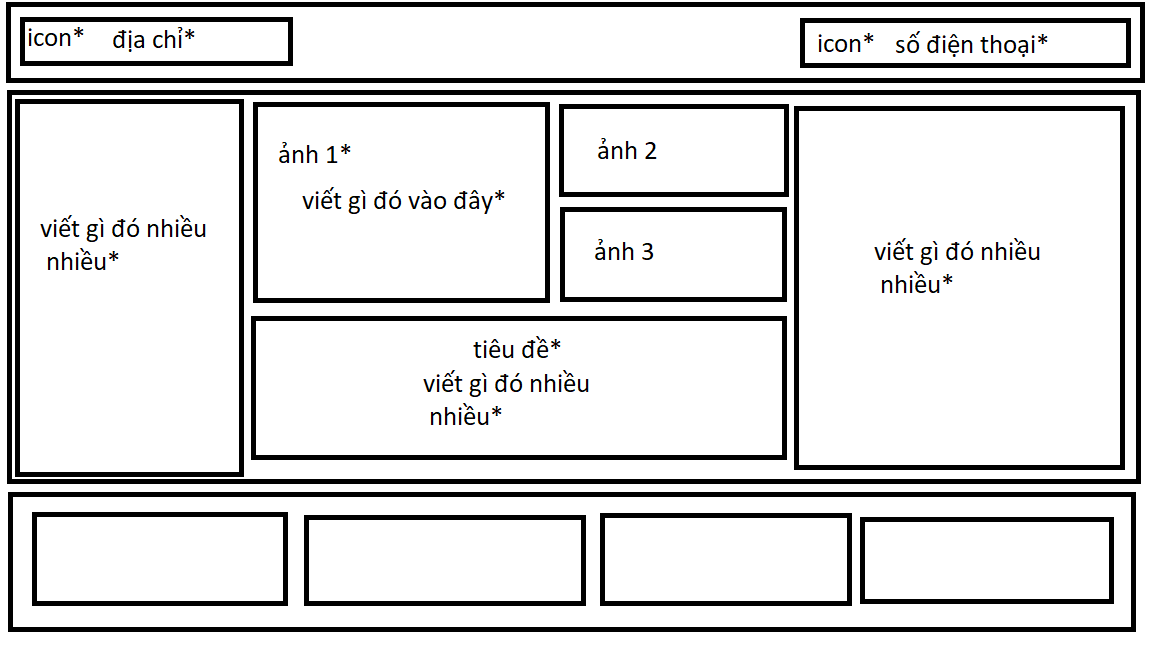 icon* địa chỉ*
icon* số điện thoại*
viết gì đó nhiều
nhiều*
ảnh 1*
viết gì đó vào đây*
ảnh 2
ảnh 3
tiêu đề*
viết gì đó nhiều
nhiều*
viết gì đó nhiều
nhiều*